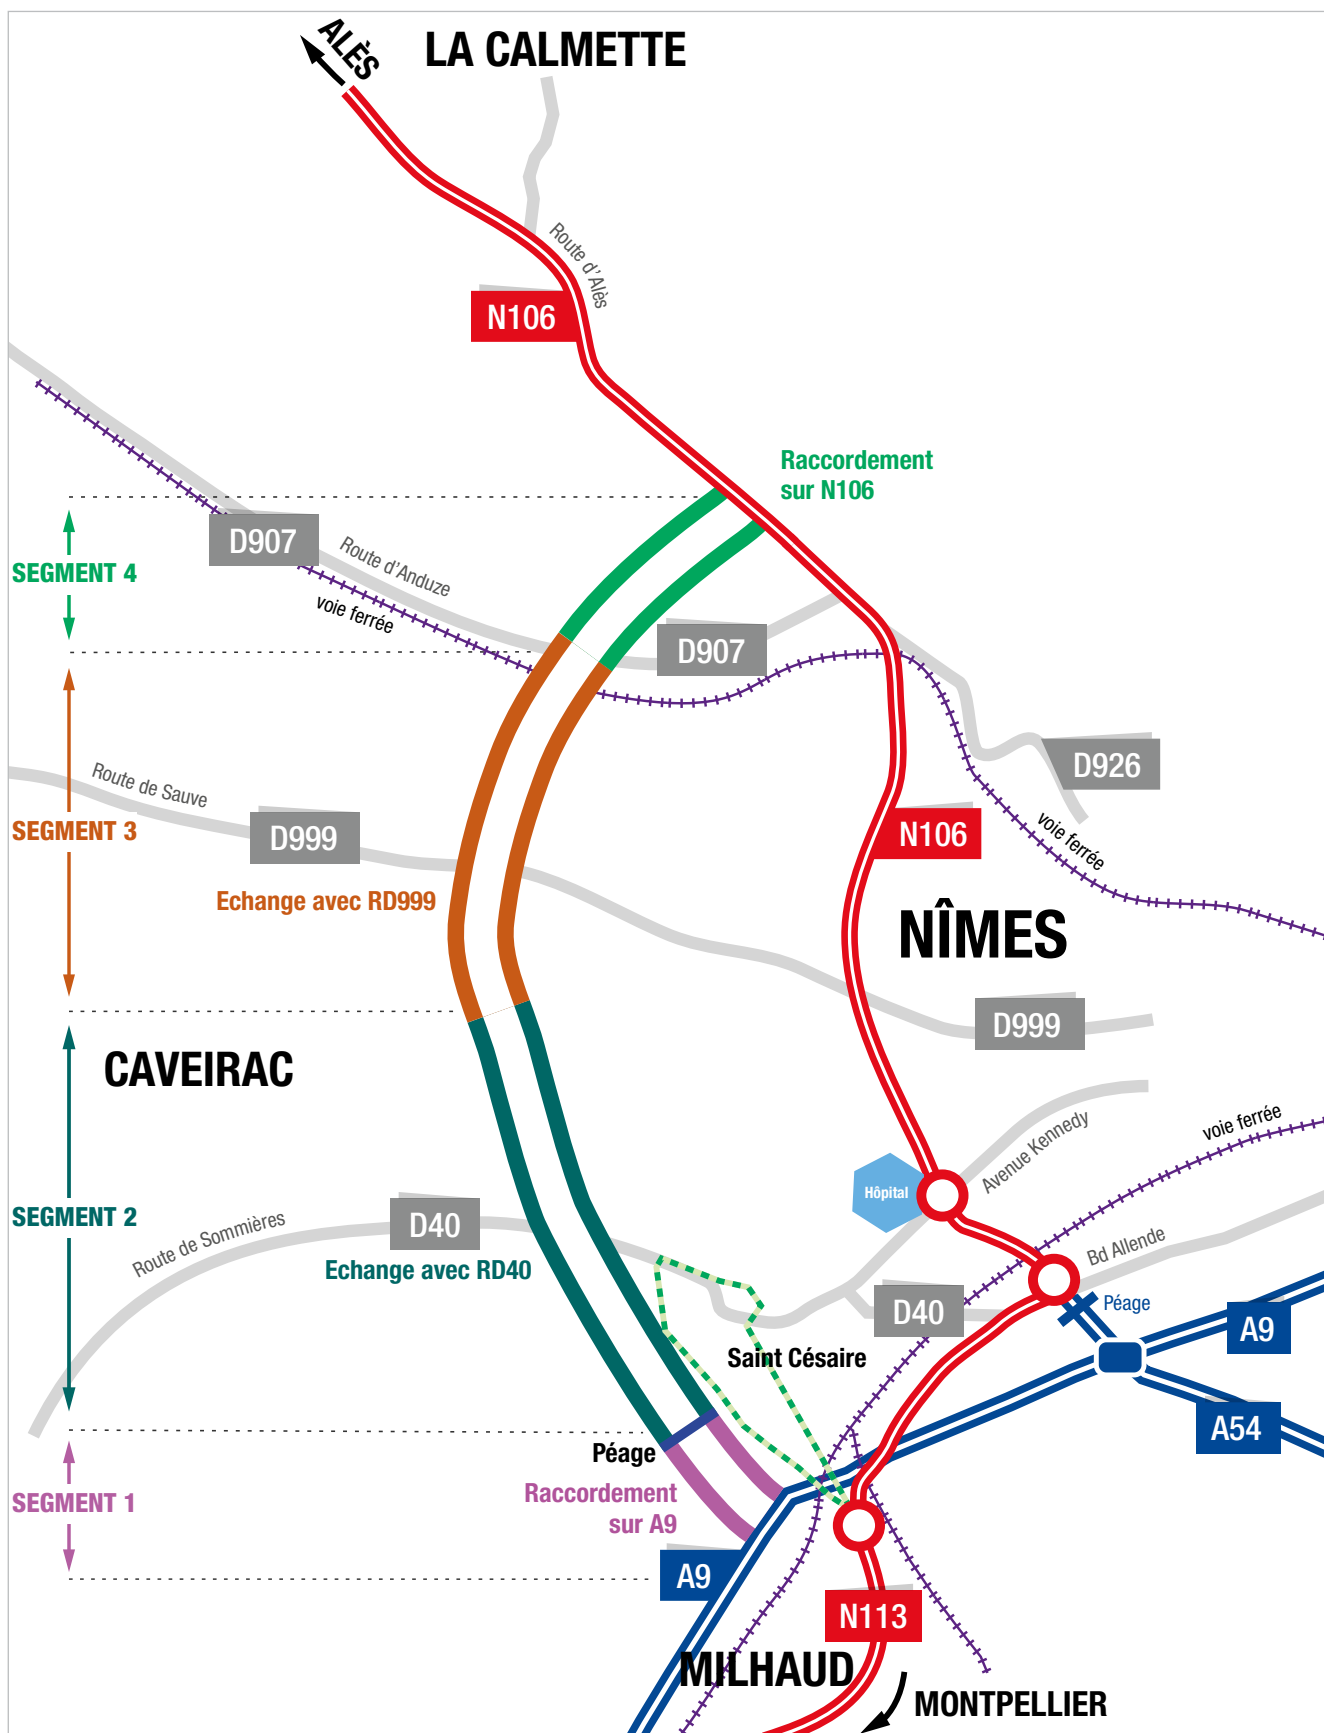 ALÈS
LA CALMETTE
Route d'Alès
N106
Raccordement
sur N106
D907
Route d'Anduze
SEGMENT 4
voie ferrée
D907
D926
Route de Sauve
SEGMENT 3
D999
N106
voie ferrée
Echange avec RD999
NÎMES
D999
CAVEIRAC
Avenue Kennedy
voie ferrée
Hôpital
SEGMENT 2
Route de Sommières
D40
Echange avec RD40
Bd Allende
Péage
D40
A9
Saint Césaire
A54
Péage
SEGMENT 1
Raccordement
sur A9
A9
N113
MILHAUD
MONTPELLIER